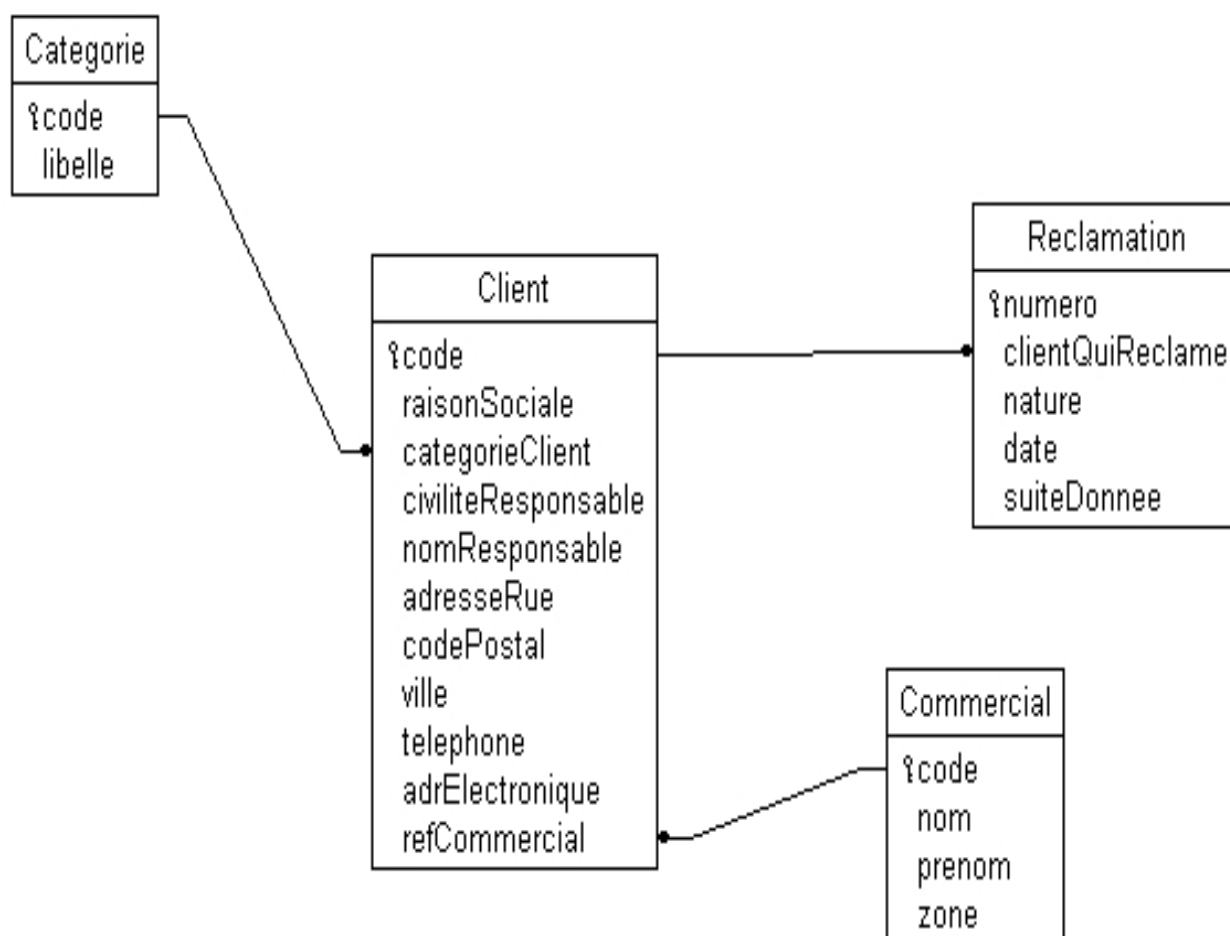 Categorie
code
libelle
Client
code
raisonSociale
categorieClient
civiliteResponsable
nomResponsable
adresseRue
codePostal
ville
telephone
adrElectronique
refCommercial
Reclamation
numero
clientQuiReclame
nature
date
suiteDonnee
Commercial
code
nom
prenom
zone